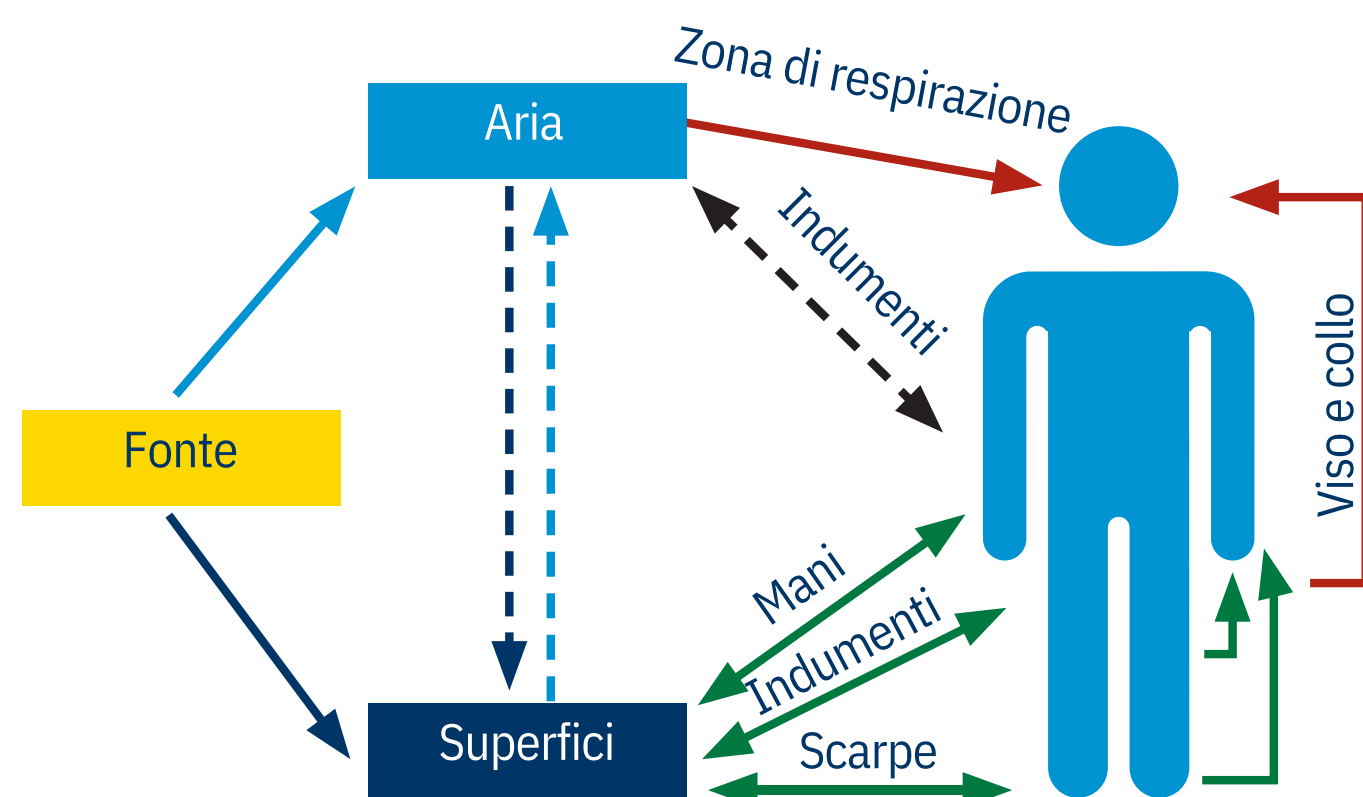 Zona di respirazione
Aria
Indumenti
Viso e collo
Fonte
Mani
Indumenti
Superfici
Scarpe